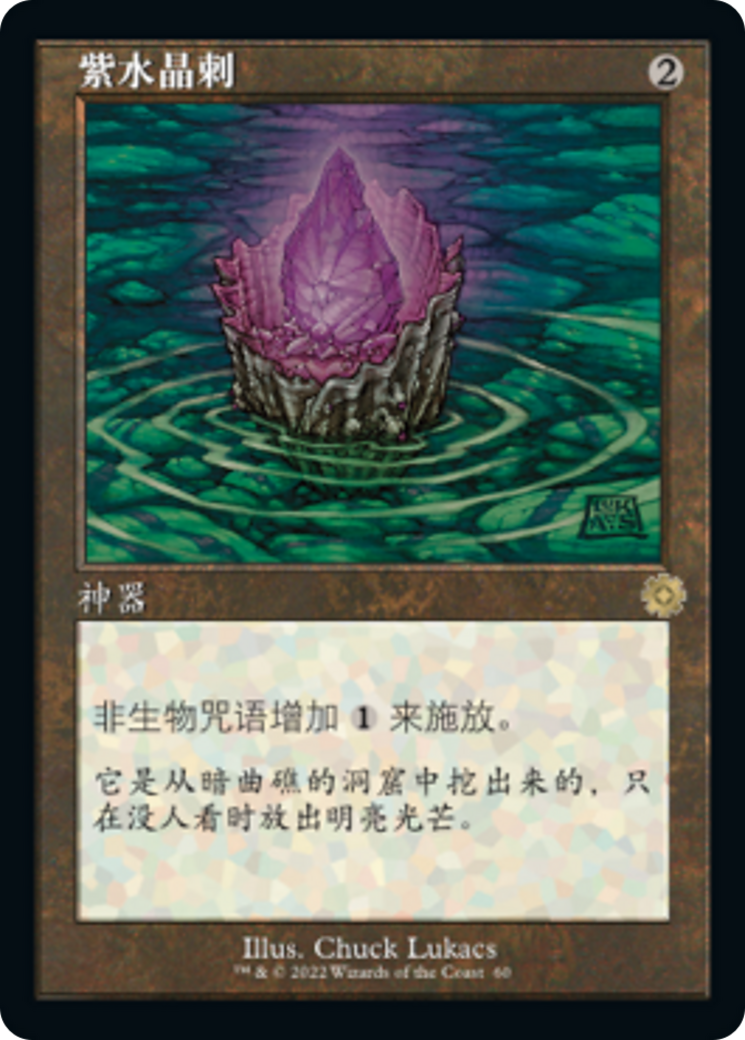 紫水晶刺 2
神器
非生物咒语增加 1 来施放。
它是从暗曲礁的洞窟中挖出来的，只
在没人看时放出明亮光芒。
Illus. Chuck Lukacs
™ & © 2022 Wizards of the Coast 60